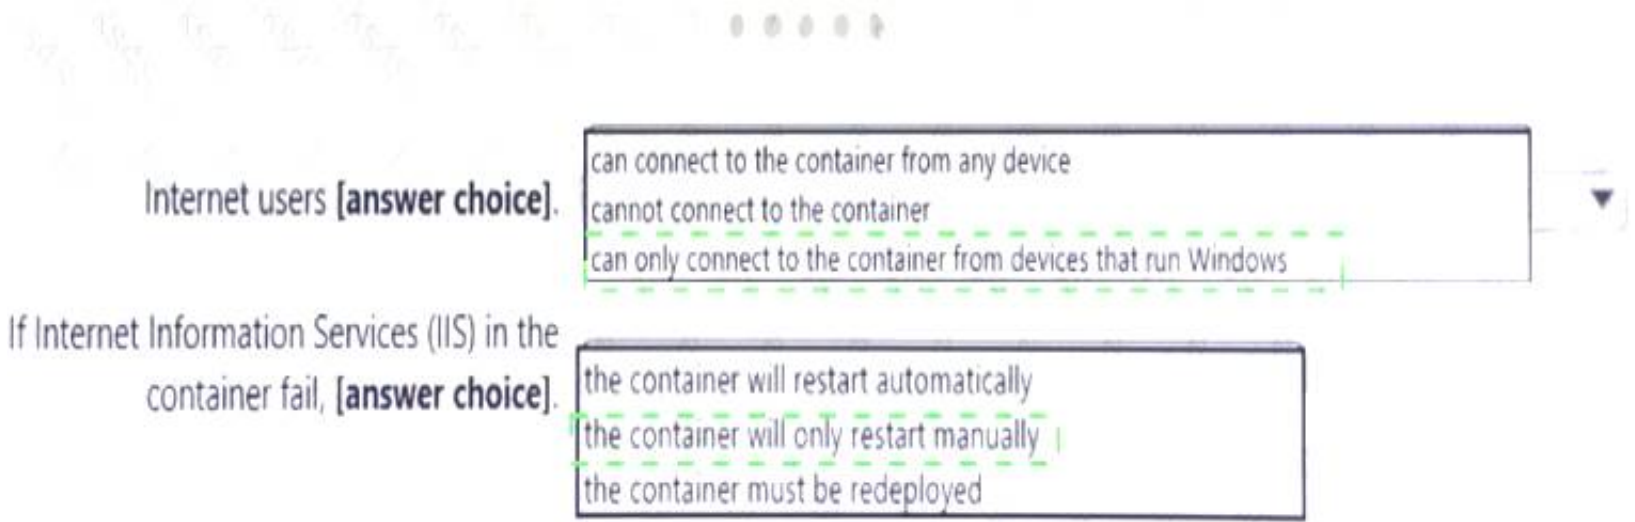 Internet users [answer choice].
can connect to the container from any device
cannot connect to the container
can only connect to the container from devices that run Windows
If Internet Information Services (IIS) in the
container fail, [answer choice].
the container will restart automatically
the container will only restart manually
the container must be redeployed